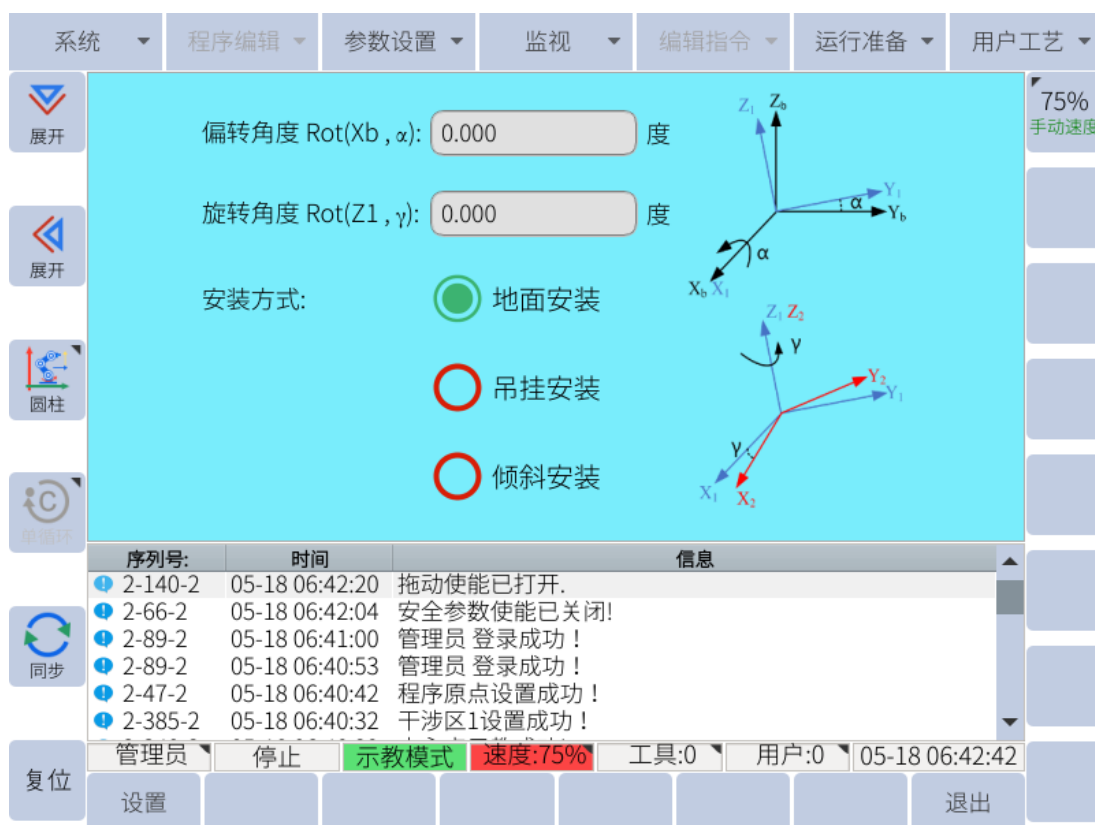 系统 程序编辑 参数设置 监视 编辑指令 运行准备 用户工艺
展开
展开
圆柱
单循环
同步
复位
75%
手动速度
偏转角度 Rot(Xb , α): 0.000 度
旋转角度 Rot(Z1 , γ): 0.000 度
安装方式: 地面安装
吊挂安装
倾斜安装
Z1 Zb
Y1
α
Yb
α
Xb X1
Z1 Z2
γ
Y2
Y1
γ
X1
X2
序列号: 时间 信息
2-140-2 05-18 06:42:20 拖动使能已打开.
2-66-2 05-18 06:42:04 安全参数使能已关闭!
2-89-2 05-18 06:41:00 管理员 登录成功！
2-89-2 05-18 06:40:53 管理员 登录成功！
2-47-2 05-18 06:40:42 程序原点设置成功！
2-385-2 05-18 06:40:32 干涉区1设置成功！
管理员 停止 示教模式 速度:75% 工具:0 用户:0 05-18 06:42:42
设置 退出